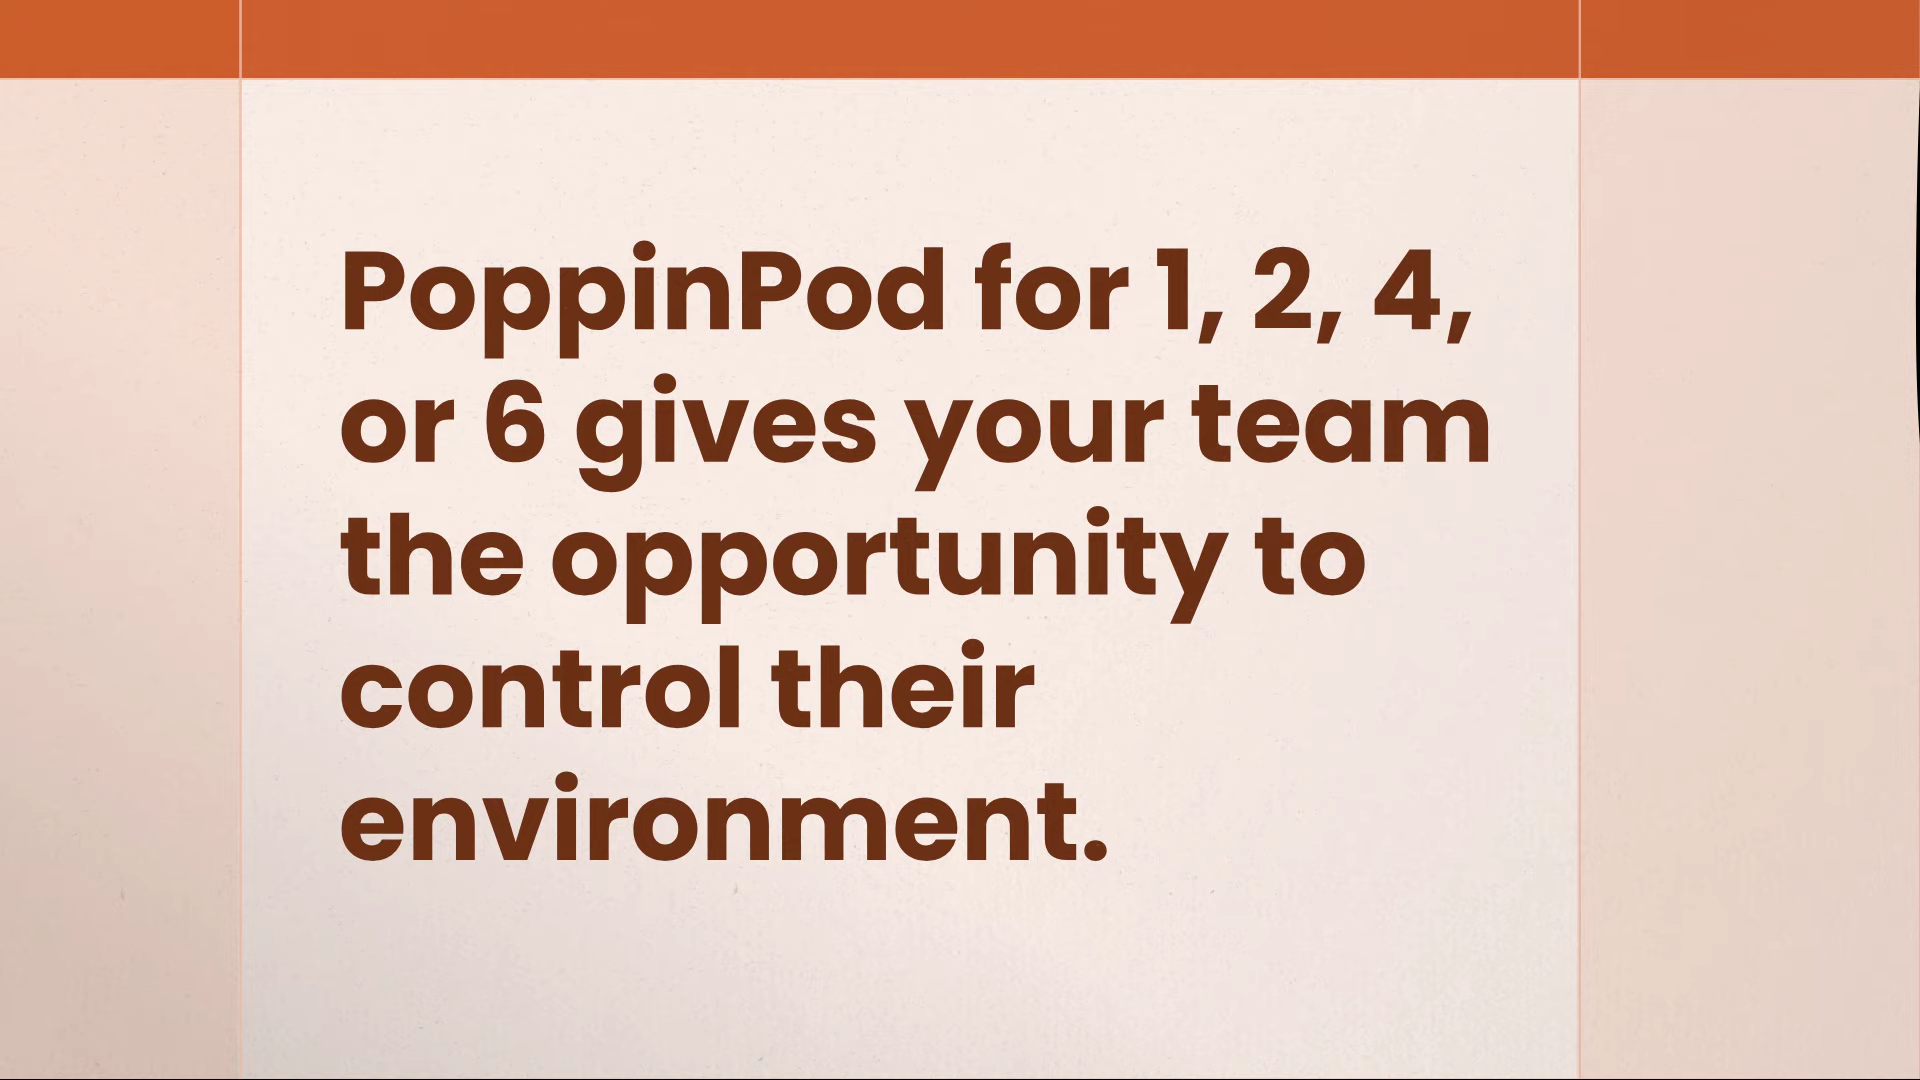 PoppinPod for 1, 2, 4,
or 6 gives your team
the opportunity to
control their
environment.